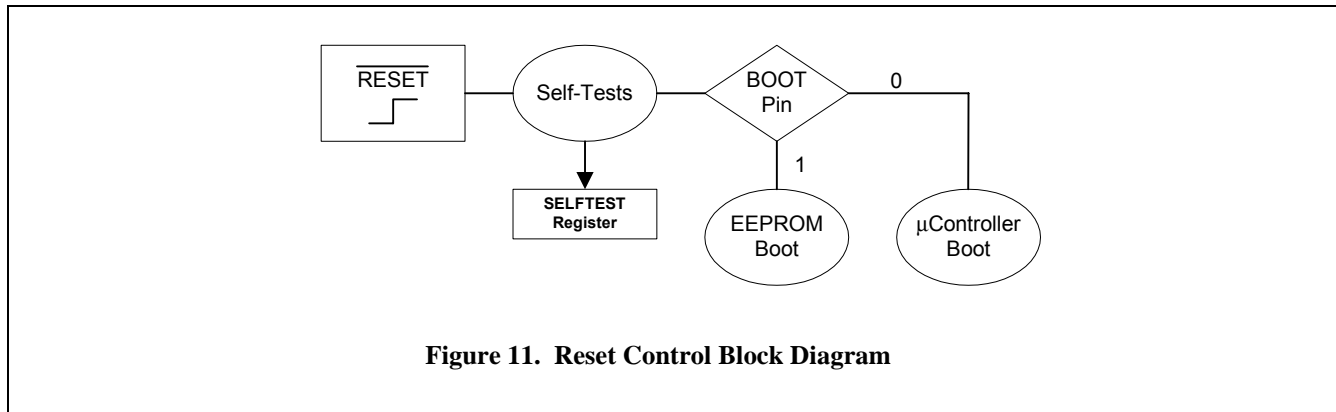 RESET
Self-Tests
BOOT
Pin
0
1
SELFTEST
Register
EEPROM
Boot
μController
Boot
Figure 11. Reset Control Block Diagram